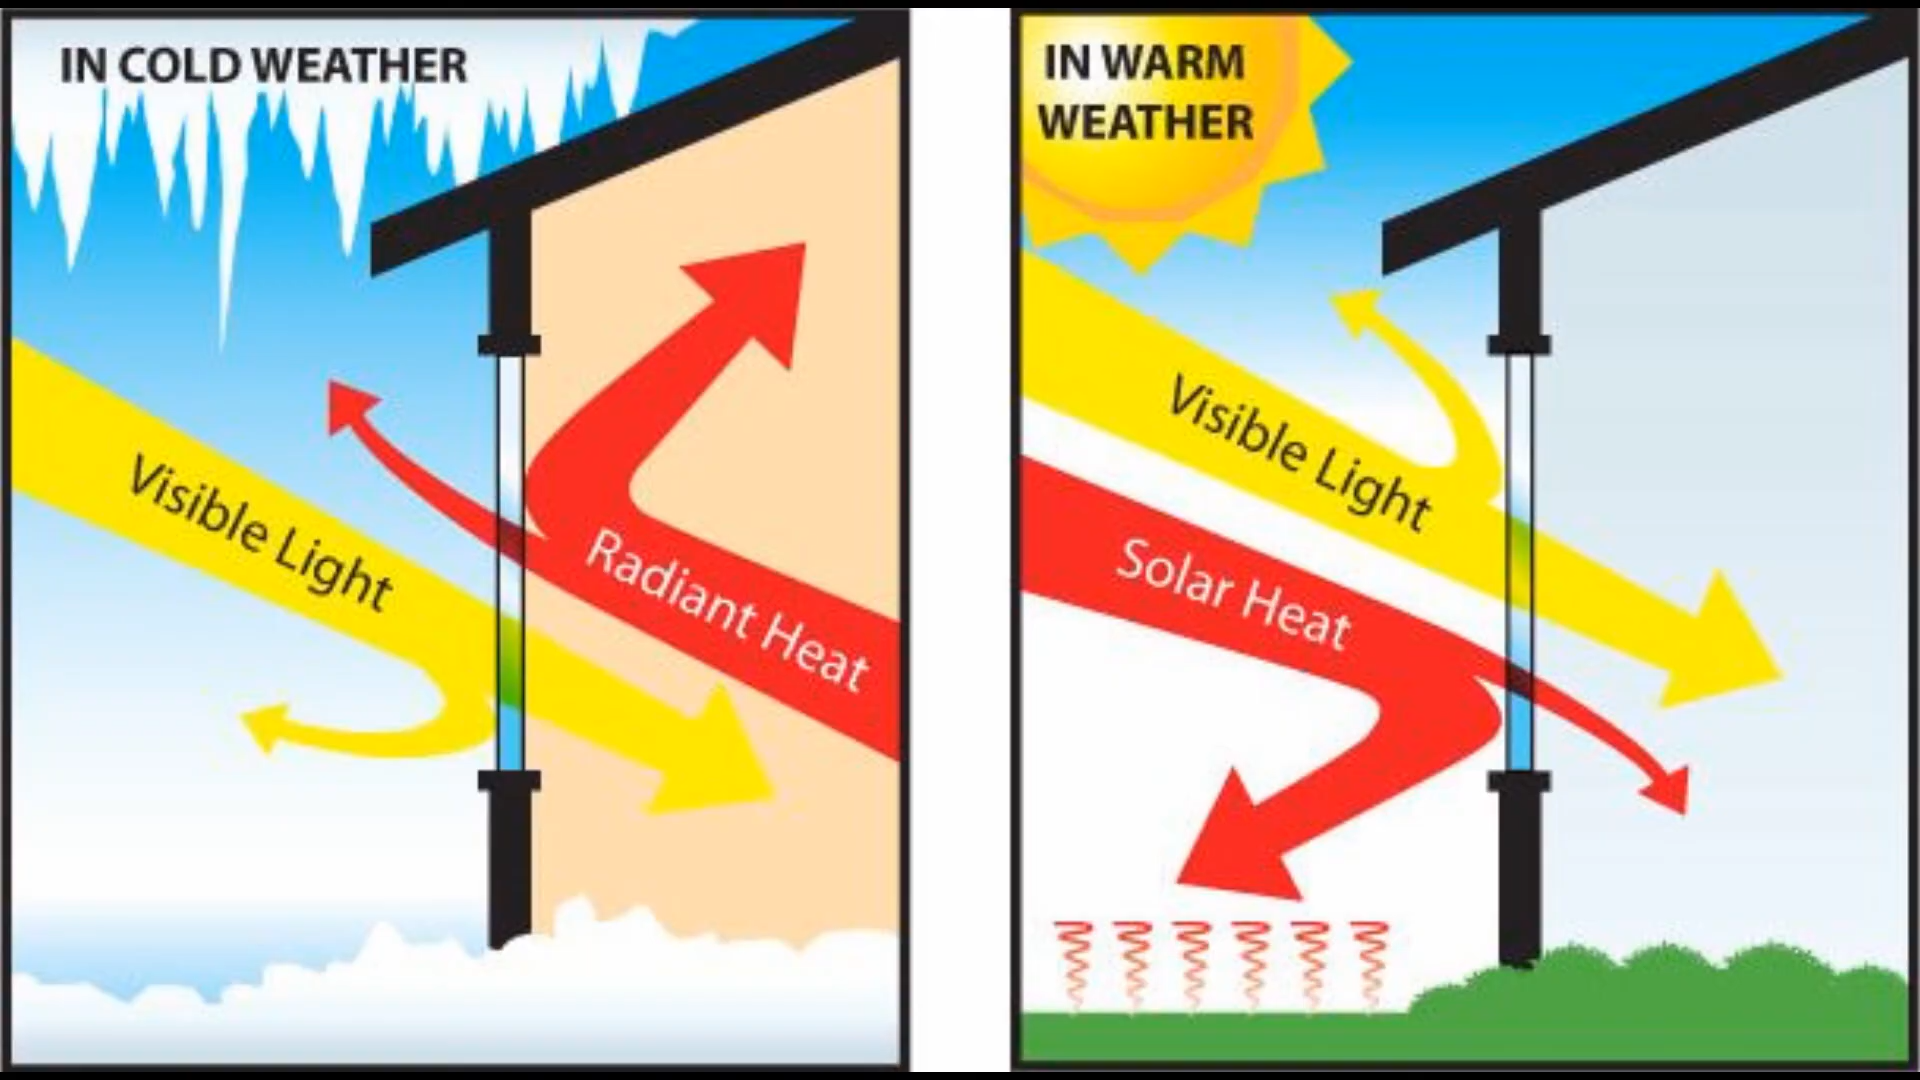 IN COLD WEATHER
Visible Light
Radiant Heat
IN WARM
WEATHER
Visible Light
Solar Heat